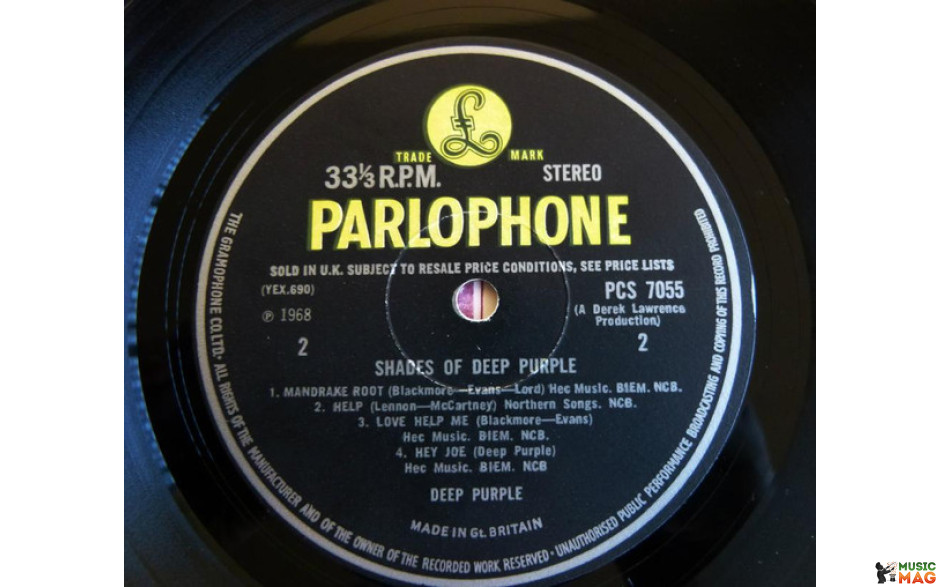 £
TRADE MARK
33⅓ R.P.M. STEREO
PARLOPHONE
SOLD IN U.K. SUBJECT TO RESALE PRICE CONDITIONS, SEE PRICE LISTS
(YEX.690) PCS 7055
℗ 1968 (A Derek Lawrence Production)
2 2
SHADES OF DEEP PURPLE
1. MANDRAKE ROOT (Blackmore—Evans—Lord) Hec Music. BIEM. NCB.
2. HELP (Lennon—McCartney) Northern Songs. NCB.
3. LOVE HELP ME (Blackmore—Evans)
Hec Music. BIEM. NCB.
4. HEY JOE (Deep Purple)
Hec Music. BIEM. NCB
DEEP PURPLE
MADE IN Gt. BRITAIN
THE GRAMOPHONE CO. LTD. · ALL RIGHTS OF THE MANUFACTURER AND OF THE OWNER OF THE RECORDED WORK RESERVED · UNAUTHORISED PUBLIC PERFORMANCE BROADCASTING AND COPYING OF THIS RECORD PROHIBITED
MUSIC
MAG